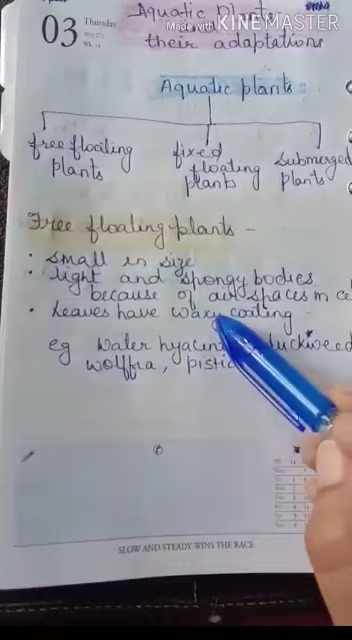 03
Thursday
Aquatic Plants
Made with KINEMASTER
their adaptations
Aquatic plants
free floating plants
fixed floating plants
submerged plants
Free floating plants -
· small in size
· light and spongy bodies
because of air spaces in ce
· Leaves have waxy coating
eg Water hyacin duckweed
wolffia, pistia
SLOW AND STEADY WINS THE RACE